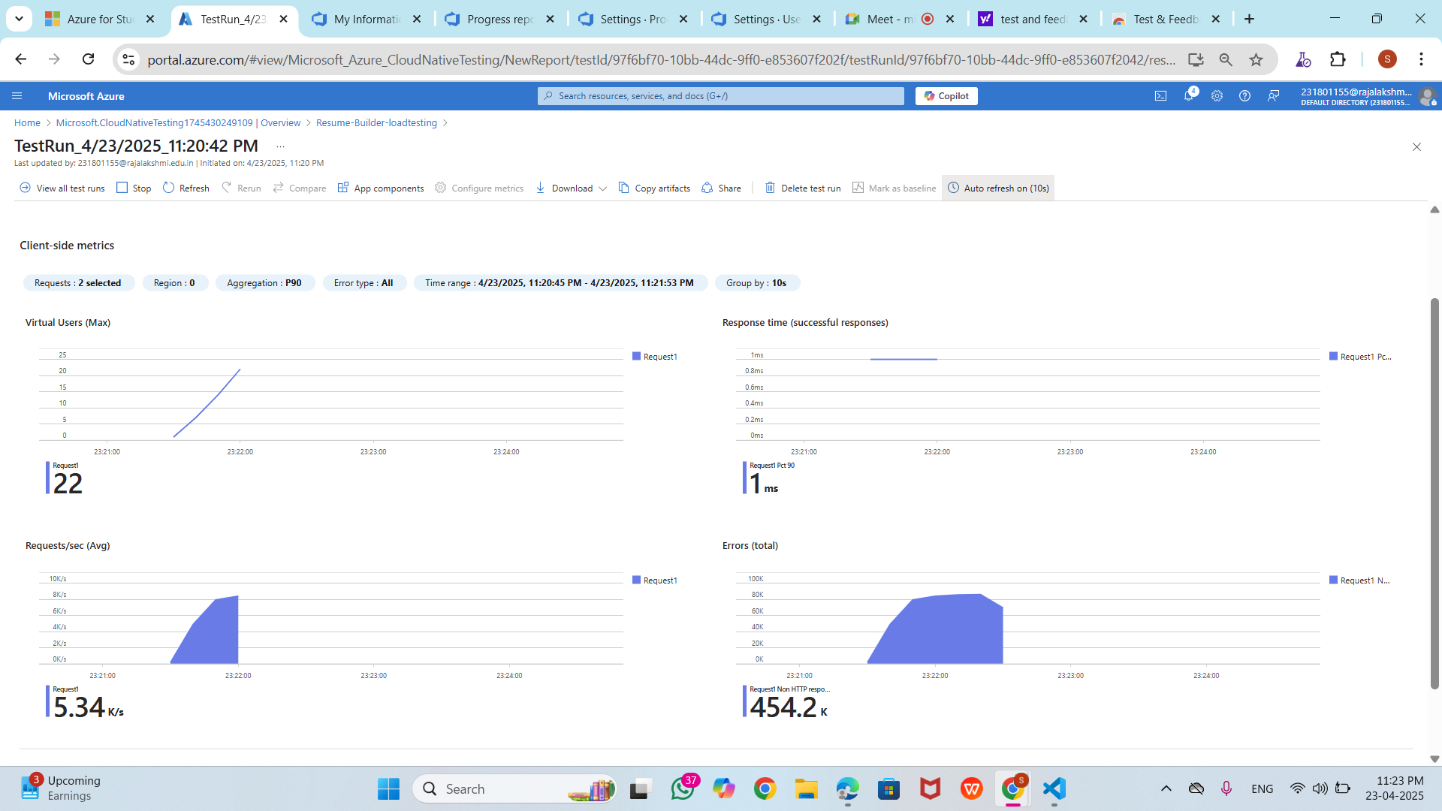 Azure for Stu
TestRun_4/23
My Informati
Progress repo
Settings · Pro
Settings · Use
Meet - m
test and feed
Test & Feedb
portal.azure.com/#view/Microsoft_Azure_CloudNativeTesting/NewReport/testId/97f6bf70-10bb-44dc-9ff0-e853607f202f/testRunId/97f6bf70-10bb-44dc-9ff0-e853607f2042/res...
S
Microsoft Azure
Search resources, services, and docs (G+/)
Copilot
4
231801155@rajalakshm...
DEFAULT DIRECTORY (231801155...
Home > Microsoft.CloudNativeTesting1745430249109 | Overview > Resume-Builder-loadtesting >
TestRun_4/23/2025_11:20:42 PM ...
Last updated by: 231801155@rajalakshmi.edu.in | Initiated on: 4/23/2025, 11:20 PM
View all test runs Stop Refresh Rerun Compare App components Configure metrics Download Copy artifacts Share Delete test run Mark as baseline Auto refresh on (10s)
Client-side metrics
Requests : 2 selected Region : 0 Aggregation : P90 Error type : All Time range : 4/23/2025, 11:20:45 PM - 4/23/2025, 11:21:53 PM Group by : 10s
Virtual Users (Max)
25
20
15
10
5
0
23:21:00 23:22:00 23:23:00 23:24:00
Request1
Request1
22
Response time (successful responses)
1ms
0.8ms
0.6ms
0.4ms
0.2ms
0ms
23:21:00 23:22:00 23:23:00 23:24:00
Request1 Pc...
Request1 Pct 90
1 ms
Requests/sec (Avg)
10K/s
8K/s
6K/s
4K/s
2K/s
0K/s
23:21:00 23:22:00 23:23:00 23:24:00
Request1
Request1
5.34 K/s
Errors (total)
100K
80K
60K
40K
20K
0K
23:21:00 23:22:00 23:23:00 23:24:00
Request1 N...
Request1 Non HTTP respo...
454.2 K
3
Upcoming
Earnings
Search
37
S
ENG
11:23 PM
23-04-2025